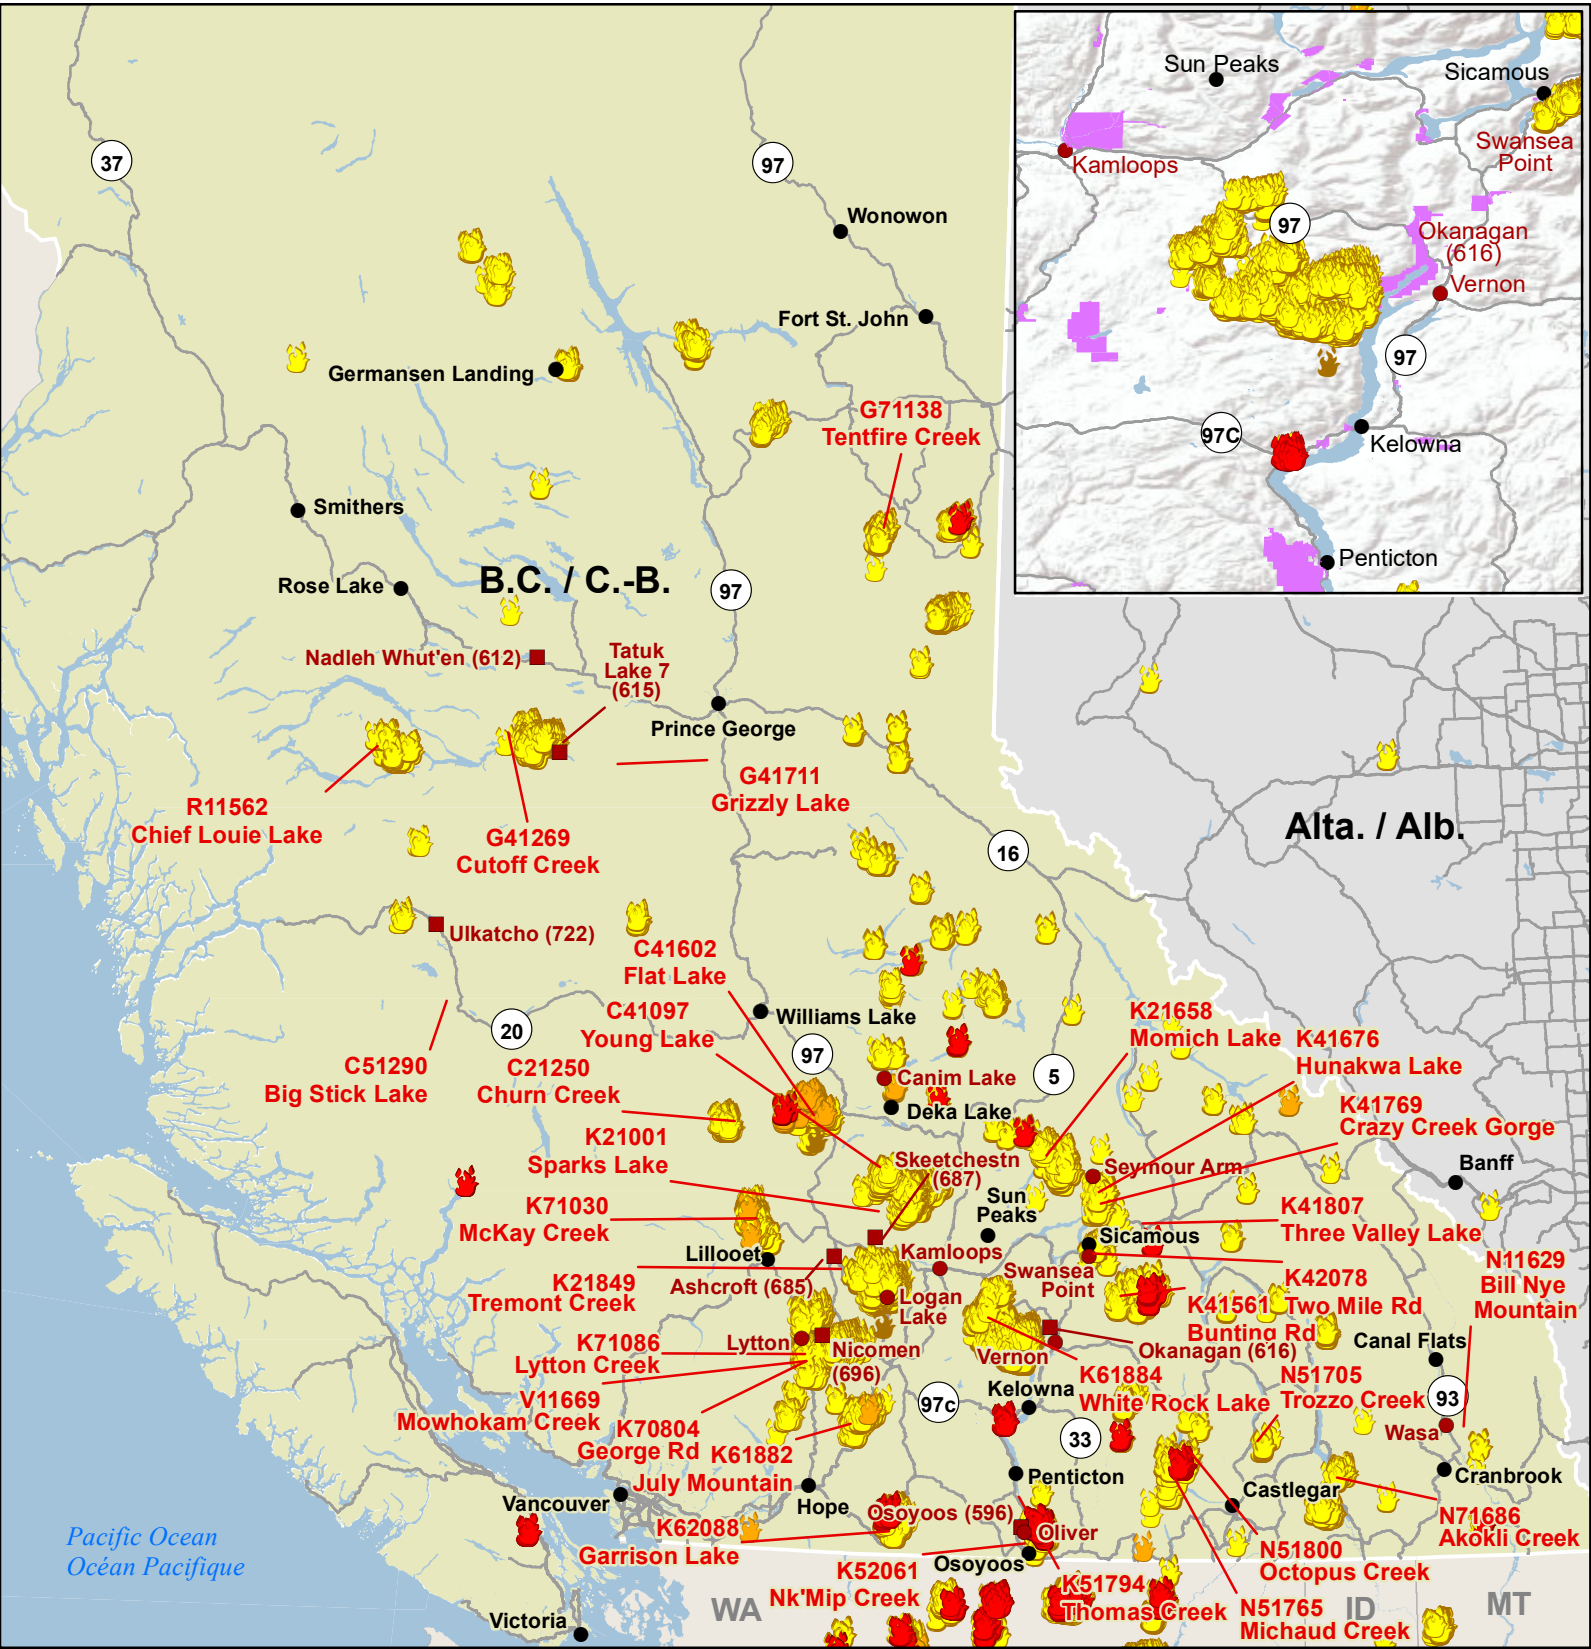 37
97
Wonowon
Fort St. John
Germansen Landing
G71138
Tentfire Creek
Smithers
Rose Lake
B.C. / C.-B.
97
Nadleh Whut'en (612)
Tatuk
Lake 7
(615)
Prince George
R11562
Chief Louie Lake
G41269
Cutoff Creek
G41711
Grizzly Lake
16
Alta. / Alb.
Ulkatcho (722)
C41602
Flat Lake
C41097
Young Lake
Williams Lake
20
97
C51290
Big Stick Lake
C21250
Churn Creek
Canim Lake
Deka Lake
5
K21658
Momich Lake
K41676
Hunakwa Lake
K41769
Crazy Creek Gorge
Banff
K21001
Sparks Lake
Skeetchestn
(687)
Seymour Arm
Sun
Peaks
K71030
McKay Creek
Lillooet
Sicamous
K41807
Three Valley Lake
Kamloops
Ashcroft (685)
Swansea
Point
K21849
Tremont Creek
Logan
Lake
K42078
Two Mile Rd
N11629
Bill Nye
Mountain
K41561
Bunting Rd
K71086
Lytton Creek
Lytton
Nicomen
(696)
Vernon
Okanagan (616)
Canal Flats
V11669
Mowhokam Creek
K61884
White Rock Lake
N51705
Trozzo Creek
Kelowna
97c
93
K70804
George Rd
K61882
July Mountain
33
Wasa
Penticton
Cranbrook
Castlegar
Vancouver
Hope
K62088
Garrison Lake
Osoyoos (596)
Oliver
N71686
Akokli Creek
Osoyoos
K52061
Nk'Mip Creek
K51794
Thomas Creek
N51800
Octopus Creek
N51765
Michaud Creek
Pacific Ocean
Océan Pacifique
Victoria
WA
ID
MT
Sun Peaks
Sicamous
Swansea
Point
Kamloops
97
Okanagan
(616)
Vernon
97
97C
Kelowna
Penticton